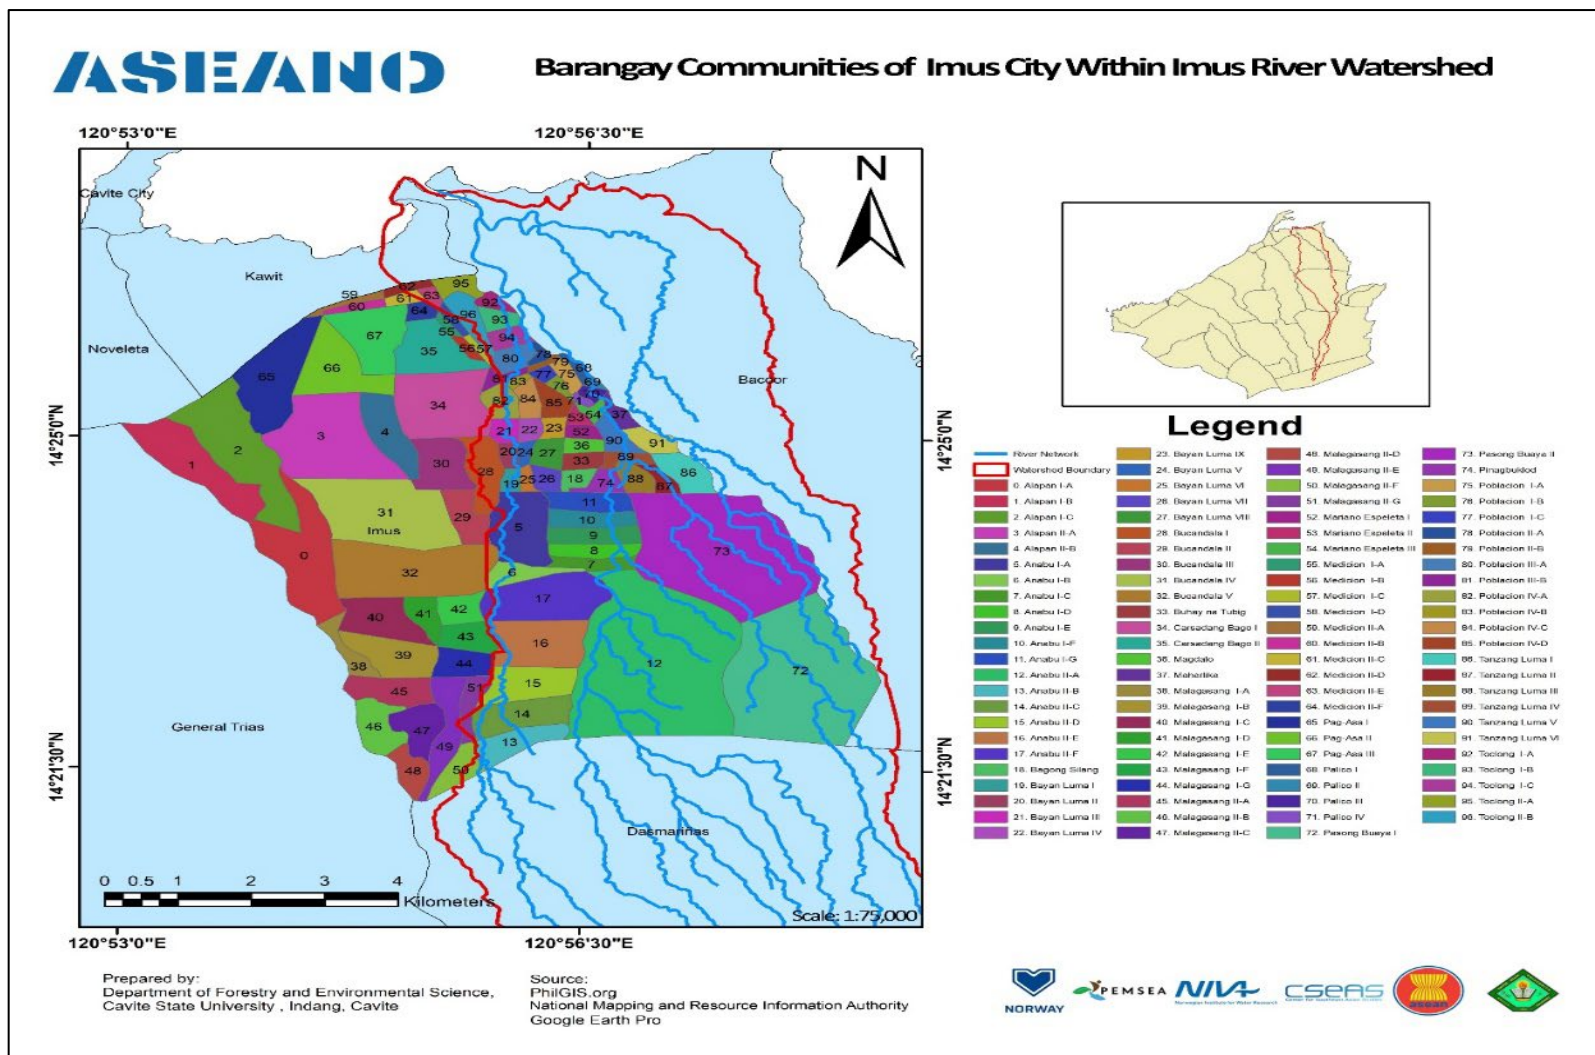 ASEANO
Barangay Communities of Imus City Within Imus River Watershed
120°53'0"E
120°56'30"E
N
Cavite City
Kawit
Noveleta
Bacoor
Imus
General Trias
Dasmariñas
14°25'0"N
14°25'0"N
14°21'30"N
14°21'30"N
0 0.5 1 2 3 4
Kilometers
Scale: 1:75,000
120°53'0"E
120°56'30"E
Legend
River Network
Watershed Boundary
0. Alapan I-A
1. Alapan I-B
2. Alapan I-C
3. Alapan II-A
4. Alapan II-B
5. Anabu I-A
6. Anabu I-B
7. Anabu I-C
8. Anabu I-D
9. Anabu I-E
10. Anabu I-F
11. Anabu I-G
12. Anabu II-A
13. Anabu II-B
14. Anabu II-C
15. Anabu II-D
16. Anabu II-E
17. Anabu II-F
18. Bagong Silang
19. Bayan Luma I
20. Bayan Luma II
21. Bayan Luma III
22. Bayan Luma IV
23. Bayan Luma IX
24. Bayan Luma V
25. Bayan Luma VI
26. Bayan Luma VII
27. Bayan Luma VIII
28. Bucandala I
29. Bucandala II
30. Bucandala III
31. Bucandala IV
32. Bucandala V
33. Buhay na Tubig
34. Carsadang Bago I
35. Carsadang Bago II
36. Magdalo
37. Maharlika
38. Malagasang I-A
39. Malagasang I-B
40. Malagasang I-C
41. Malagasang I-D
42. Malagasang I-E
43. Malagasang I-F
44. Malagasang I-G
45. Malagasang II-A
46. Malagasang II-B
47. Malagasang II-C
48. Malagasang II-D
49. Malagasang II-E
50. Malagasang II-F
51. Malagasang II-G
52. Mariano Espeleta I
53. Mariano Espeleta II
54. Mariano Espeleta III
55. Medicion I-A
56. Medicion I-B
57. Medicion I-C
58. Medicion I-D
59. Medicion II-A
60. Medicion II-B
61. Medicion II-C
62. Medicion II-D
63. Medicion II-E
64. Medicion II-F
65. Pag-Asa I
66. Pag-Asa II
67. Pag-Asa III
68. Palico I
69. Palico II
70. Palico III
71. Palico IV
72. Pasong Buaya I
73. Pasong Buaya II
74. Pinagbuklod
75. Poblacion I-A
76. Poblacion I-B
77. Poblacion I-C
78. Poblacion II-A
79. Poblacion II-B
80. Poblacion III-A
81. Poblacion III-B
82. Poblacion IV-A
83. Poblacion IV-B
84. Poblacion IV-C
85. Poblacion IV-D
86. Tanzang Luma I
87. Tanzang Luma II
88. Tanzang Luma III
89. Tanzang Luma IV
90. Tanzang Luma V
91. Tanzang Luma VI
92. Toclong I-A
93. Toclong I-B
94. Toclong I-C
95. Toclong II-A
96. Toclong II-B
Prepared by:
Department of Forestry and Environmental Science,
Cavite State University , Indang, Cavite
Source:
PhilGIS.org
National Mapping and Resource Information Authority
Google Earth Pro
NORWAY
PEMSEA
NIVA
Norwegian Institute for Water Research
CSEAS
asean